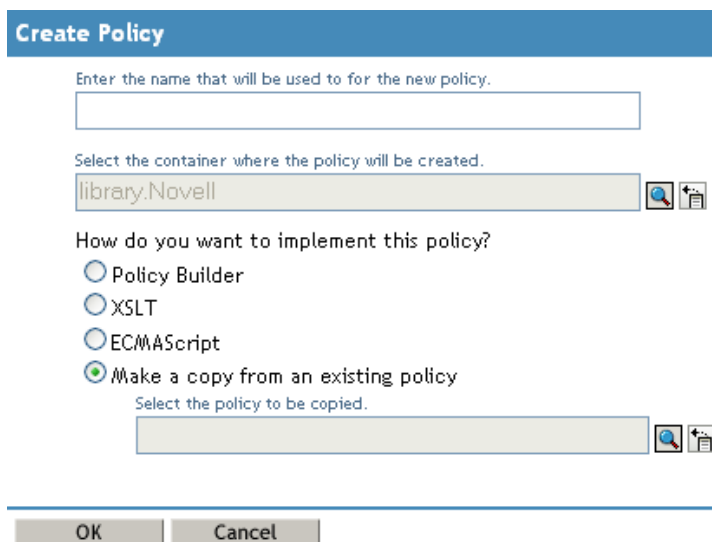 Create Policy
Enter the name that will be used to for the new policy.
Select the container where the policy will be created.
library.Novell
How do you want to implement this policy?
Policy Builder
XSLT
ECMAScript
Make a copy from an existing policy
Select the policy to be copied.
OK Cancel